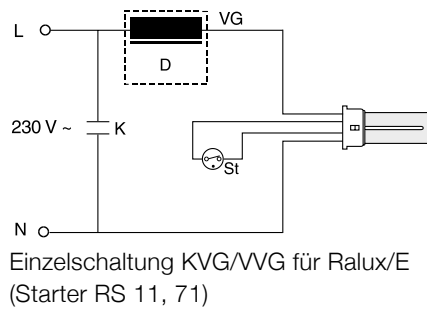 L
VG
D
230 V ~
K
St
N
Einzelschaltung KVG/VVG für Ralux/E
(Starter RS 11, 71)